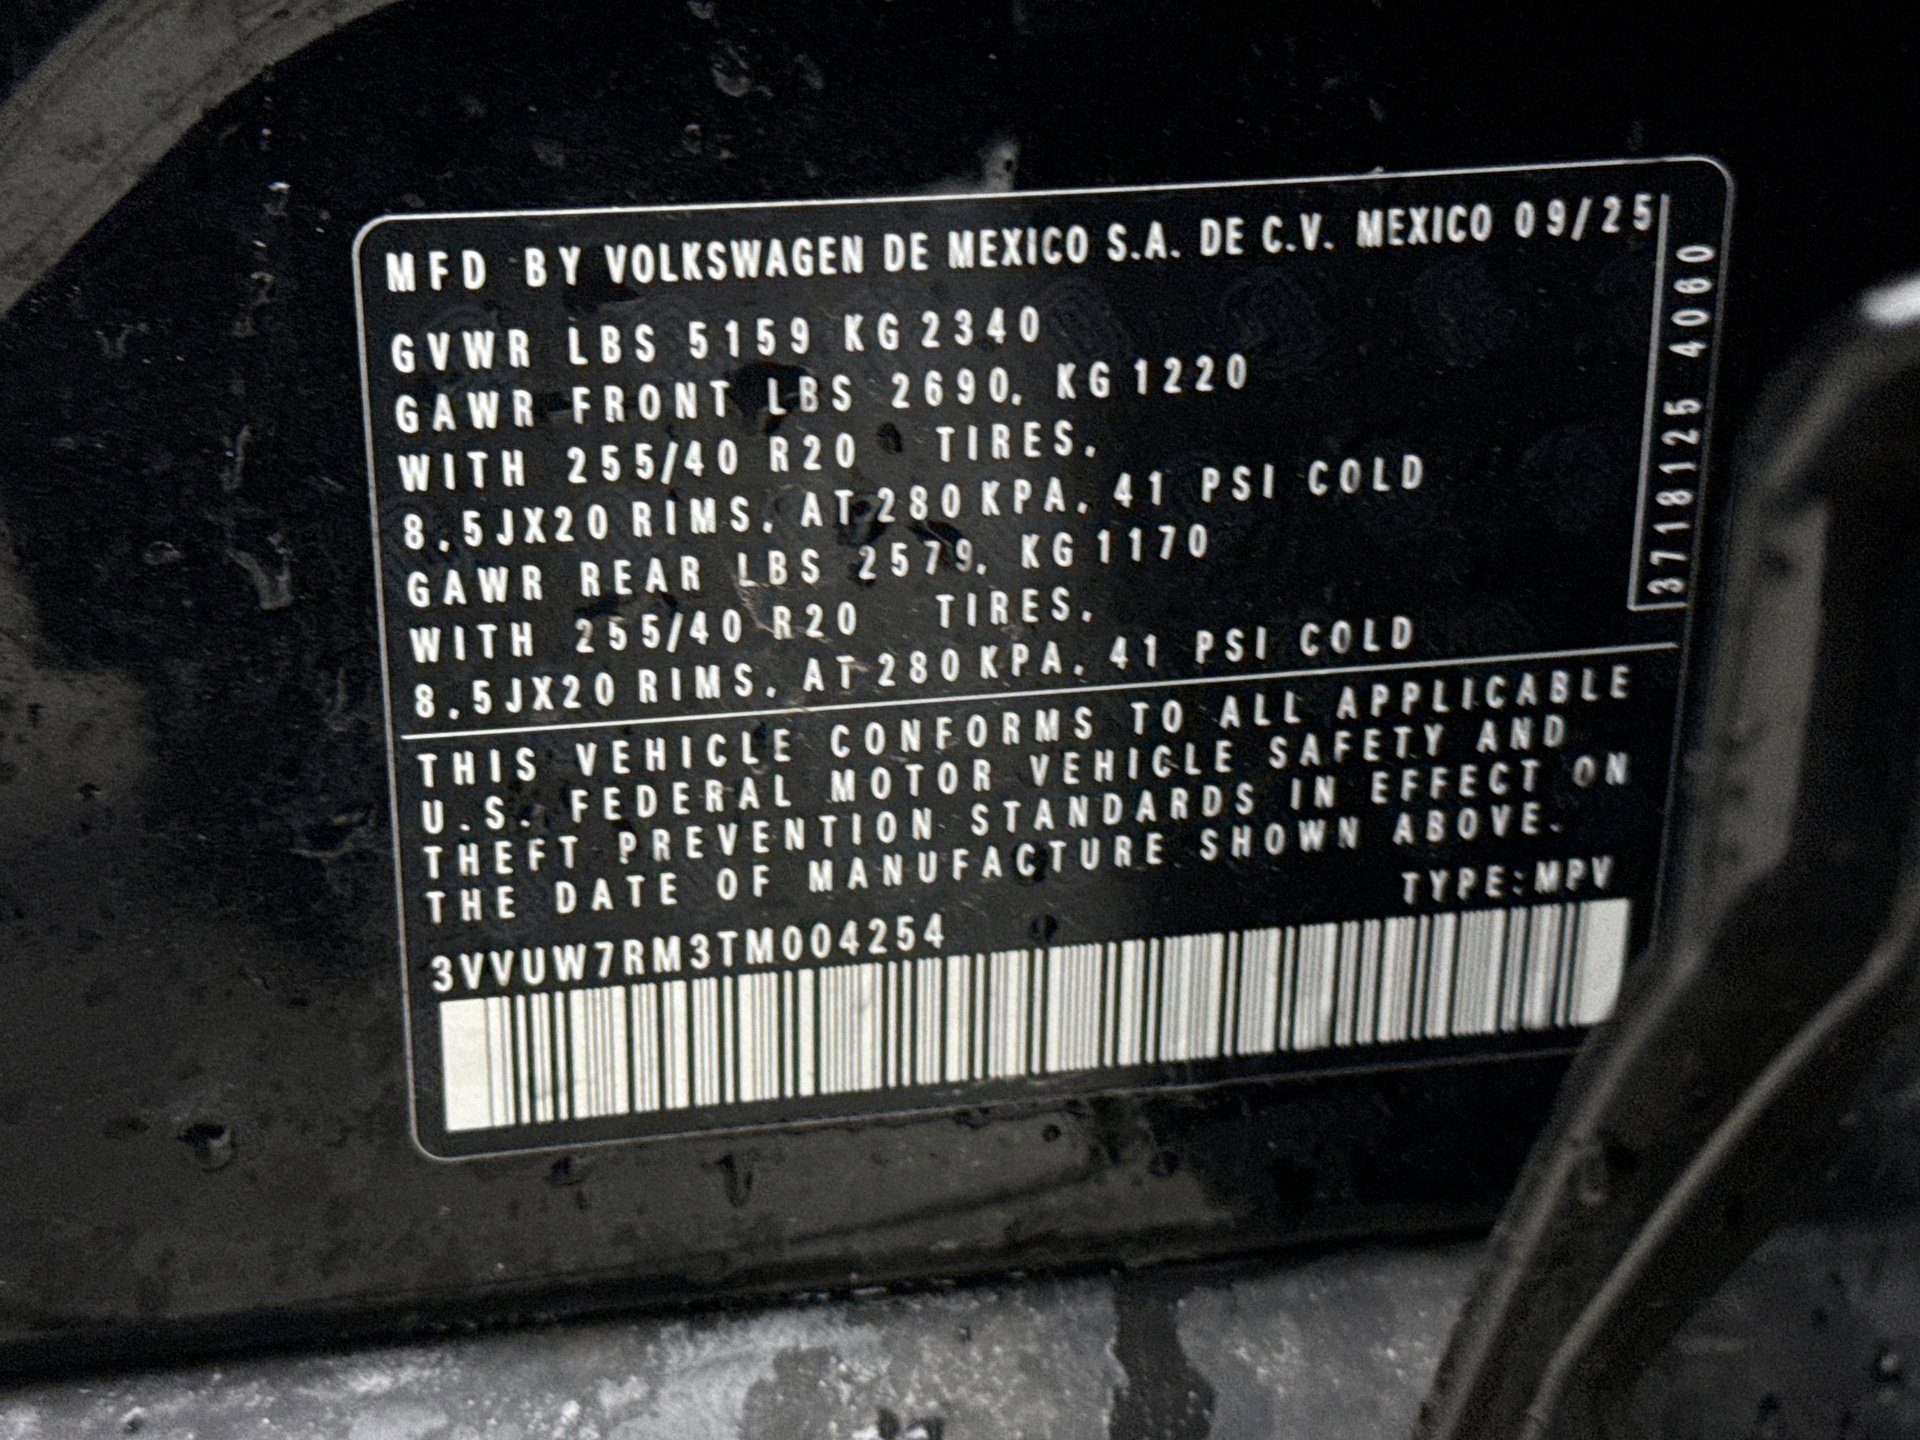 MFD BY VOLKSWAGEN DE MEXICO S.A. DE C.V. MEXICO 09/25
GVWR LBS 5159 KG 2340
GAWR FRONT LBS 2690, KG 1220
WITH 255/40 R20 TIRES,
8,5JX20 RIMS, AT 280 KPA, 41 PSI COLD
GAWR REAR LBS 2579, KG 1170
WITH 255/40 R20 TIRES,
8,5JX20 RIMS, AT 280 KPA, 41 PSI COLD
3718125 4060
THIS VEHICLE CONFORMS TO ALL APPLICABLE
U.S. FEDERAL MOTOR VEHICLE SAFETY AND
THEFT PREVENTION STANDARDS IN EFFECT ON
THE DATE OF MANUFACTURE SHOWN ABOVE.
TYPE:MPV
3VVUW7RM3TM004254